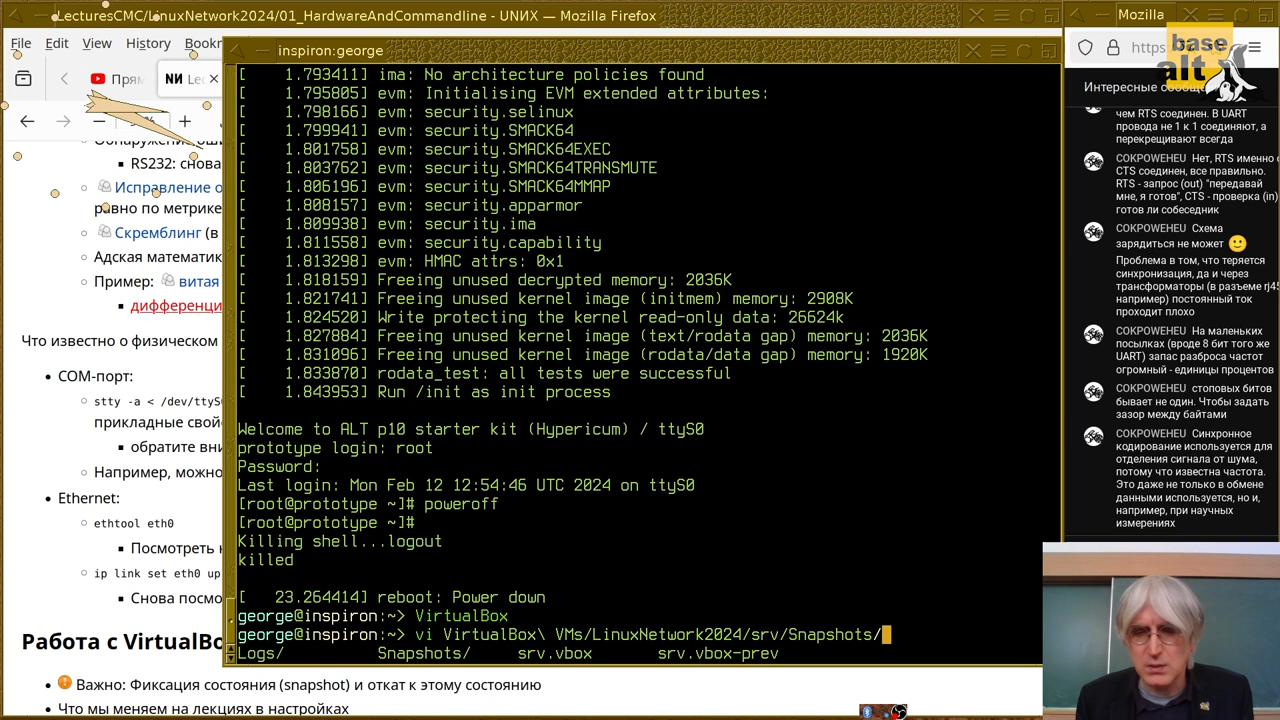 LecturesCMC/LinuxNetwork2024/01_HardwareAndCommandline - UNИX — Mozilla Firefox
Mozilla
File Edit View History Bookr
inspiron:george
https
base
alt
Прям
NИ Lec
RS232: снова
Исправление о
равно по метрике
Скремблинг (в
Адская математик
Пример: витая
дифференци
Что известно о физическом
COM-порт:
stty -a < /dev/ttyS
прикладные свой
обратите вни
Например, можно
Ethernet:
ethtool eth0
Посмотреть
ip link set eth0 up
Снова посмо
Работа с VirtualBo
Важно: Фиксация состояния (snapshot) и откат к этому состоянию
Что мы меняем на лекциях в настройках
[    1.793411] ima: No architecture policies found
[    1.795805] evm: Initialising EVM extended attributes:
[    1.798166] evm: security.selinux
[    1.799941] evm: security.SMACK64
[    1.801758] evm: security.SMACK64EXEC
[    1.803762] evm: security.SMACK64TRANSMUTE
[    1.806196] evm: security.SMACK64MMAP
[    1.808157] evm: security.apparmor
[    1.809938] evm: security.ima
[    1.811558] evm: security.capability
[    1.813298] evm: HMAC attrs: 0x1
[    1.818159] Freeing unused decrypted memory: 2036K
[    1.821741] Freeing unused kernel image (initmem) memory: 2908K
[    1.824520] Write protecting the kernel read-only data: 26624k
[    1.827884] Freeing unused kernel image (text/rodata gap) memory: 2036K
[    1.831096] Freeing unused kernel image (rodata/data gap) memory: 1920K
[    1.833870] rodata_test: all tests were successful
[    1.843953] Run /init as init process
Welcome to ALT p10 starter kit (Hypericum) / ttyS0
prototype login: root
Password:
Last login: Mon Feb 12 12:54:46 UTC 2024 on ttyS0
[root@prototype ~]# poweroff
[root@prototype ~]#
Killing shell...logout
killed
[   23.264414] reboot: Power down
george@inspiron:~> VirtualBox
george@inspiron:~> vi VirtualBox\ VMs/LinuxNetwork2024/srv/Snapshots/
Logs/ Snapshots/ srv.vbox srv.vbox-prev
Интересные сообще
чем RTS соединен. В UART
провода не 1 к 1 соединяют, а
перекрещивают всегда
COKPOWEHEU Нет, RTS именно с
CTS соединен, все правильно.
RTS - запрос (out) "передавай
мне, я готов", CTS - проверка (in)
готов ли собеседник
COKPOWEHEU Схема
зарядиться не может 🙂
Проблема в том, что теряется
синхронизация, да и через
трансформаторы (в разъеме rj45
например) постоянный ток
проходит плохо
COKPOWEHEU На маленьких
посылках (вроде 8 бит того же
UART) запас разброса частот
огромный - единицы процентов
COKPOWEHEU стоповых битов
бывает не один. Чтобы задать
зазор между байтами
COKPOWEHEU Синхронное
кодирование используется для
отделения сигнала от шума,
потому что известна частота.
Это даже не только в обмене
данными используется, но и,
например, при научных
измерениях